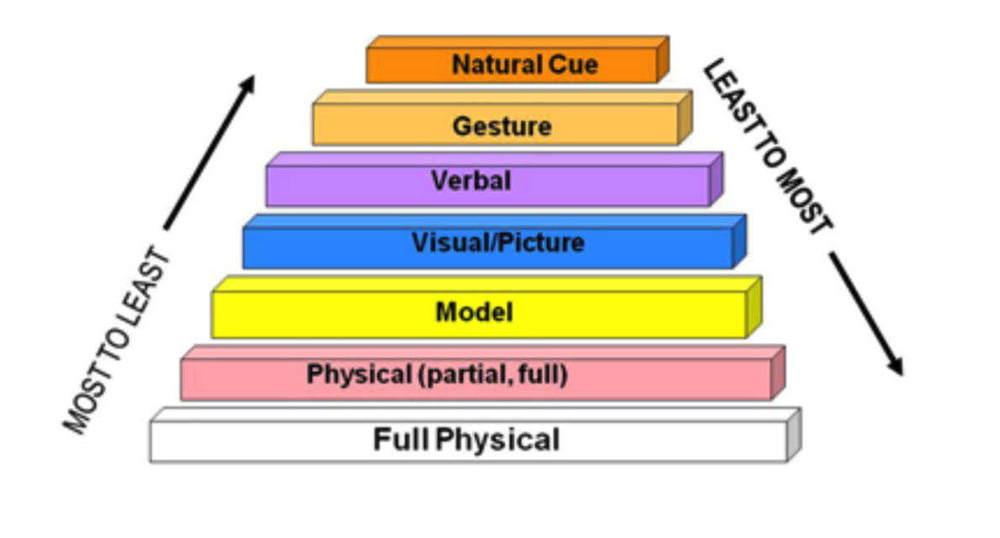 Natural Cue
Gesture
Verbal
Visual/Picture
Model
Physical (partial, full)
Full Physical
MOST TO LEAST
LEAST TO MOST